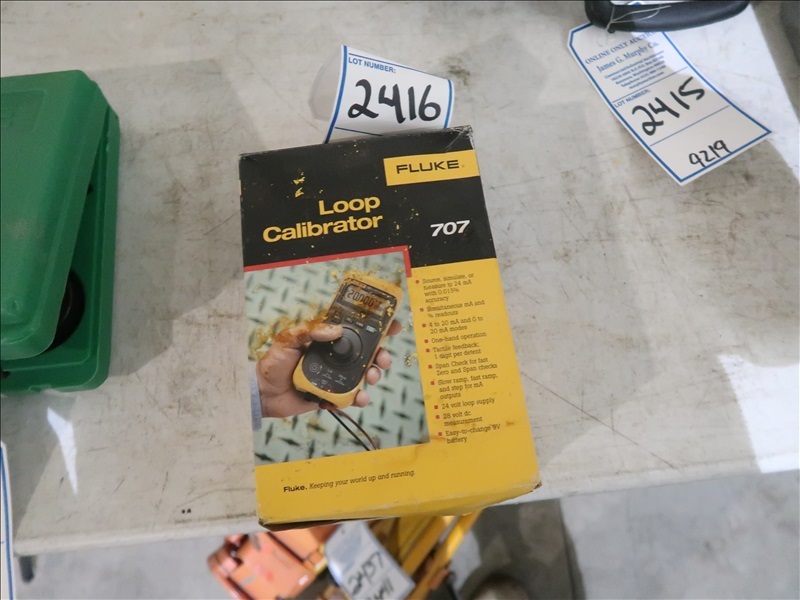 LOT NUMBER:
2416
ONLINE ONLY AUCTION
James G. Murphy Co.
LOT NUMBER:
2415
9219
FLUKE
Loop
Calibrator
707
Source, simulate, or
measure to 24 mA
with 0.015%
accuracy
Simultaneous mA and
% readouts
4 to 20 mA and 0 to
20 mA modes
One-hand operation
Tactile feedback;
1 digit per detent
Span Check for fast
Zero and Span checks
Slow ramp, fast ramp,
and step for mA
outputs
24 volt loop supply
28 volt dc
measurement
Easy-to-change 9V
battery
Fluke. Keeping your world up and running.
2437